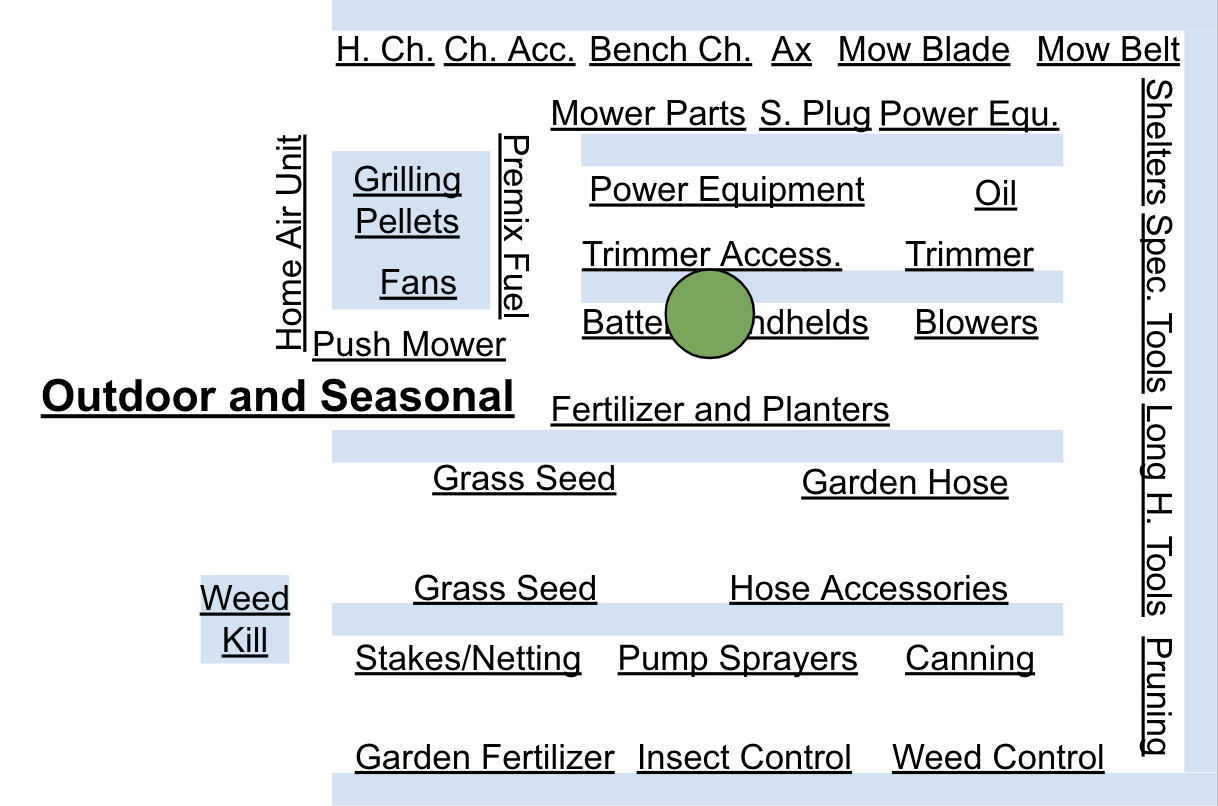 H. Ch. Ch. Acc. Bench Ch. Ax Mow Blade Mow Belt
Mower Parts S. Plug Power Equ.
Shelters
Home Air Unit
Grilling
Pellets
Fans
Premix Fuel
Power Equipment Oil
Trimmer Access. Trimmer
Spec. Tools
Blowers
Push Mower
Outdoor and Seasonal
Fertilizer and Planters
Long H. Tools
Grass Seed Garden Hose
Grass Seed Hose Accessories
Weed
Kill
Stakes/Netting Pump Sprayers Canning
Pruning
Garden Fertilizer Insect Control Weed Control